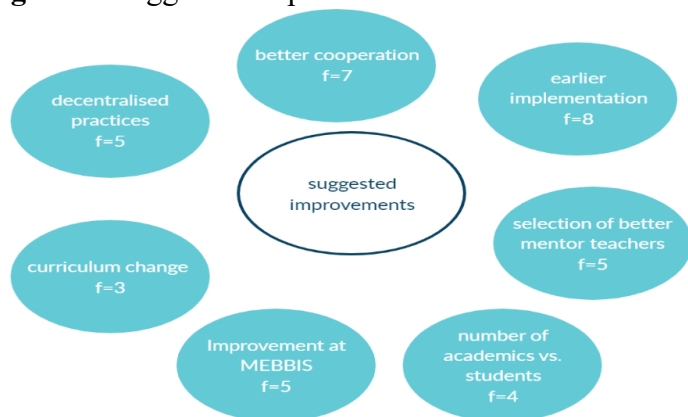 better cooperation
f=7
earlier
implementation
f=8
decentralised
practices
f=5
suggested
improvements
selection of better
mentor teachers
f=5
curriculum change
f=3
Improvement at
MEBBIS
f=5
number of
academics vs.
students
f=4